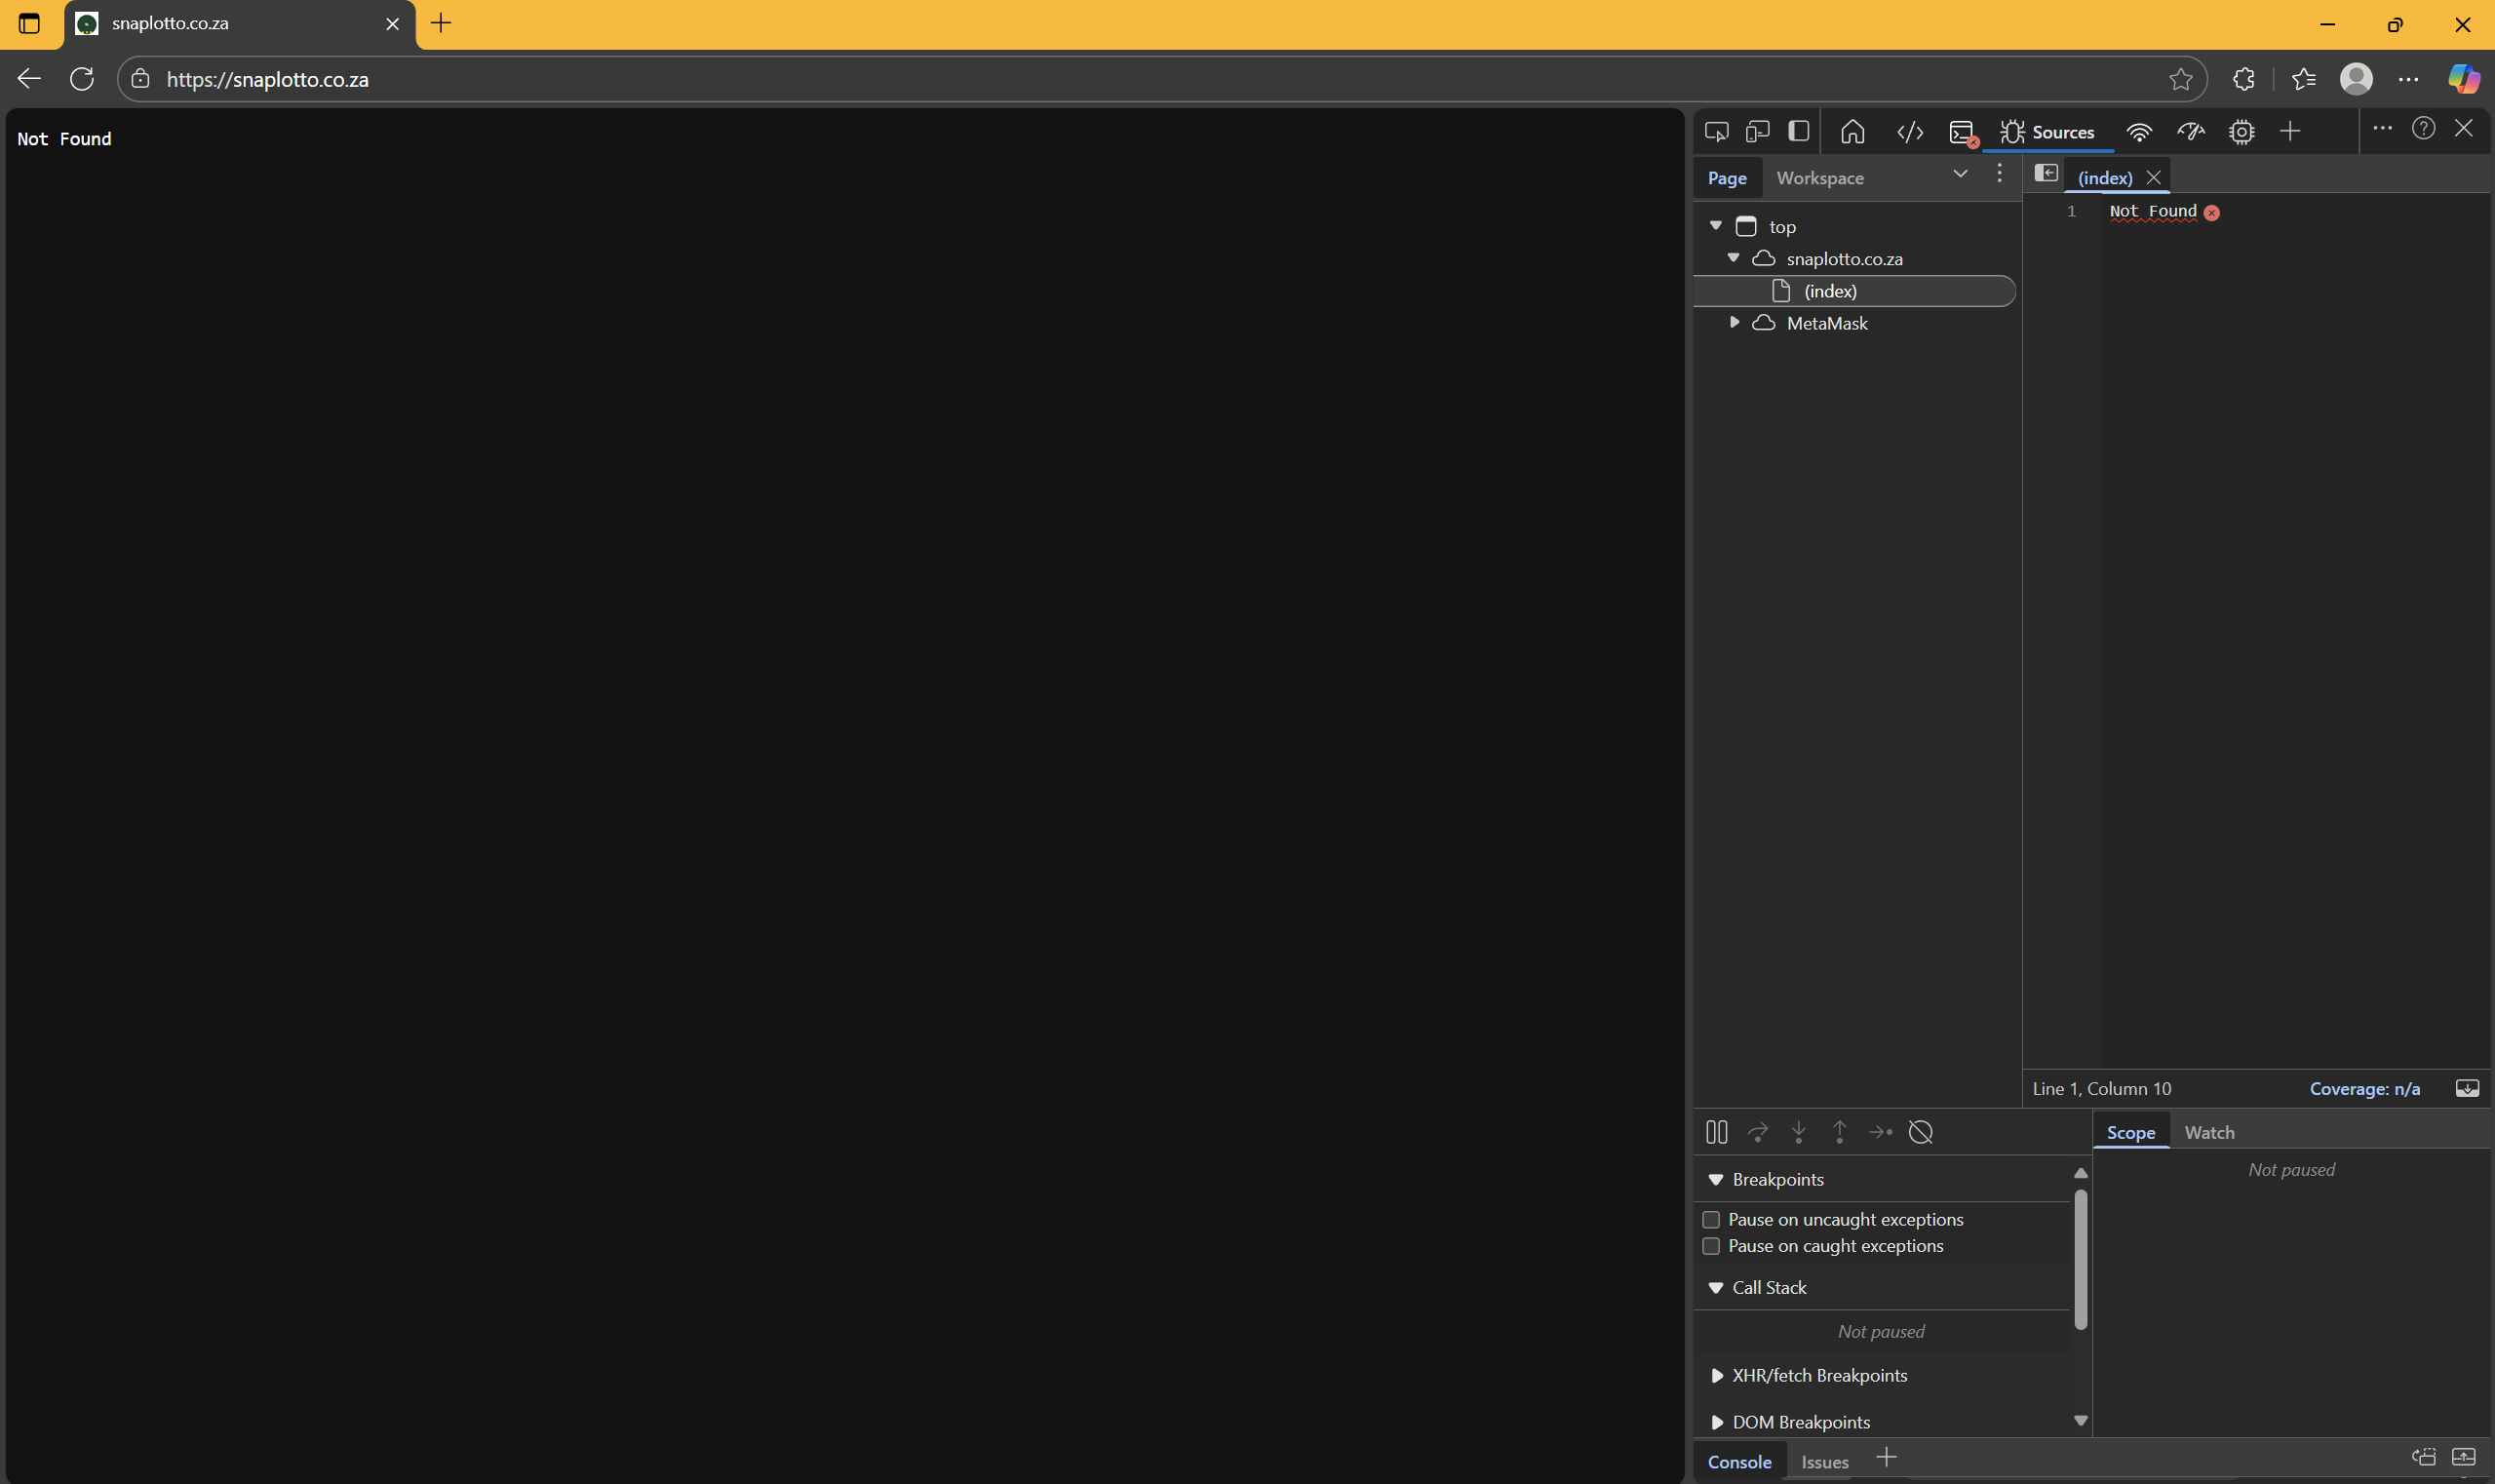 snaplotto.co.za
https://snaplotto.co.za
Not Found
Sources
Page Workspace
(index)
top
snaplotto.co.za
(index)
MetaMask
1 Not Found
Line 1, Column 10 Coverage: n/a
Scope Watch
Not paused
Breakpoints
Pause on uncaught exceptions
Pause on caught exceptions
Call Stack
Not paused
XHR/fetch Breakpoints
DOM Breakpoints
Console Issues